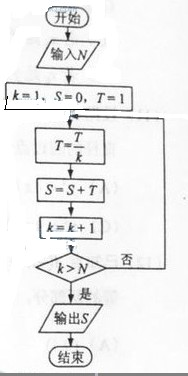 开始
输入N
k=1、S=0，T=1
T=T/k
S=S+T
k=k+1
k>N
否
是
输出S
结束